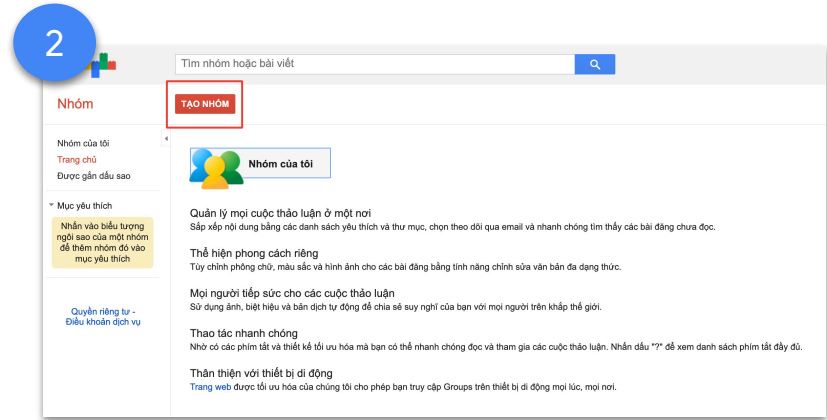 2
Tìm nhóm hoặc bài viết
Nhóm
TẠO NHÓM
Nhóm của tôi
Trang chủ
Được gắn dấu sao
Mục yêu thích
Nhấn vào biểu tượng
ngôi sao của một nhóm
để thêm nhóm đó vào
mục yêu thích
Quyền riêng tư -
Điều khoản dịch vụ
Nhóm của tôi
Quản lý mọi cuộc thảo luận ở một nơi
Sắp xếp nội dung bằng các danh sách yêu thích và thư mục, chọn theo dõi qua email và nhanh chóng tìm thấy các bài đăng chưa đọc.
Thể hiện phong cách riêng
Tùy chỉnh phông chữ, màu sắc và hình ảnh cho các bài đăng bằng tính năng chỉnh sửa văn bản đa dạng thức.
Mọi người tiếp sức cho các cuộc thảo luận
Sử dụng ảnh, biệt hiệu và bản dịch tự động để chia sẻ suy nghĩ của bạn với mọi người trên khắp thế giới.
Thao tác nhanh chóng
Nhờ có các phím tắt và thiết kế tối ưu hóa mà bạn có thể nhanh chóng đọc và tham gia các cuộc thảo luận. Nhấn dấu "?" để xem danh sách phím tắt đầy đủ.
Thân thiện với thiết bị di động
Trang web được tối ưu hóa của chúng tôi cho phép bạn truy cập Groups trên thiết bị di động mọi lúc, mọi nơi.